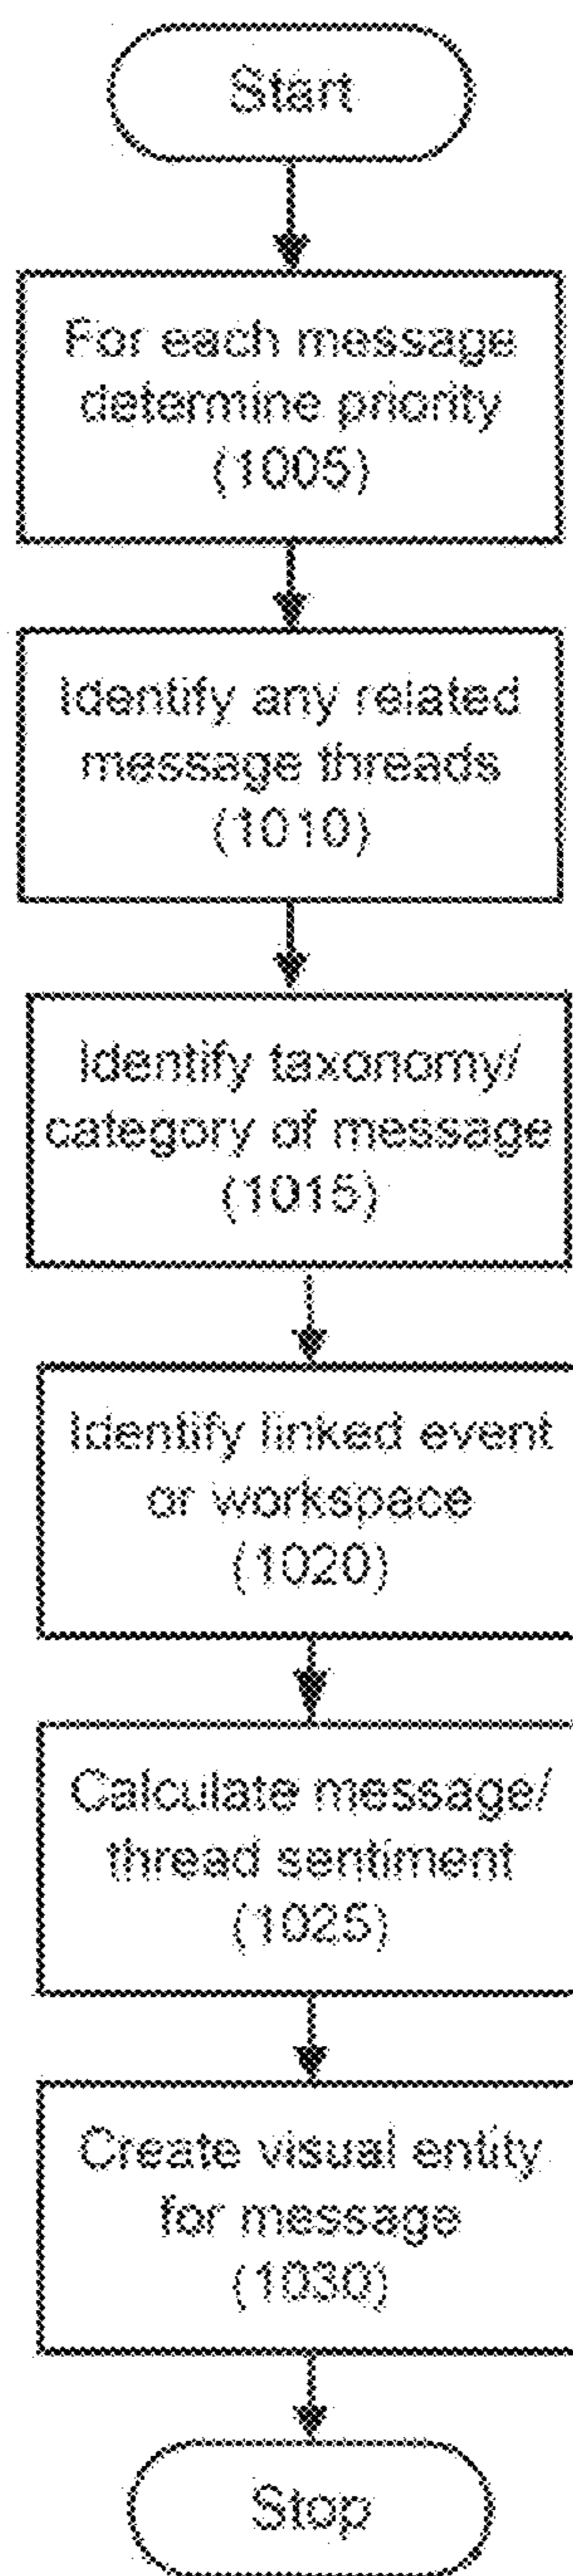 Start
For each message
determine priority
(1005)
Identify any related
message threads
(1010)
Identify taxonomy/
category of message
(1015)
Identify linked event
or workspace
(1020)
Calculate message/
thread sentiment
(1025)
Create visual entity
for message
(1030)
Stop